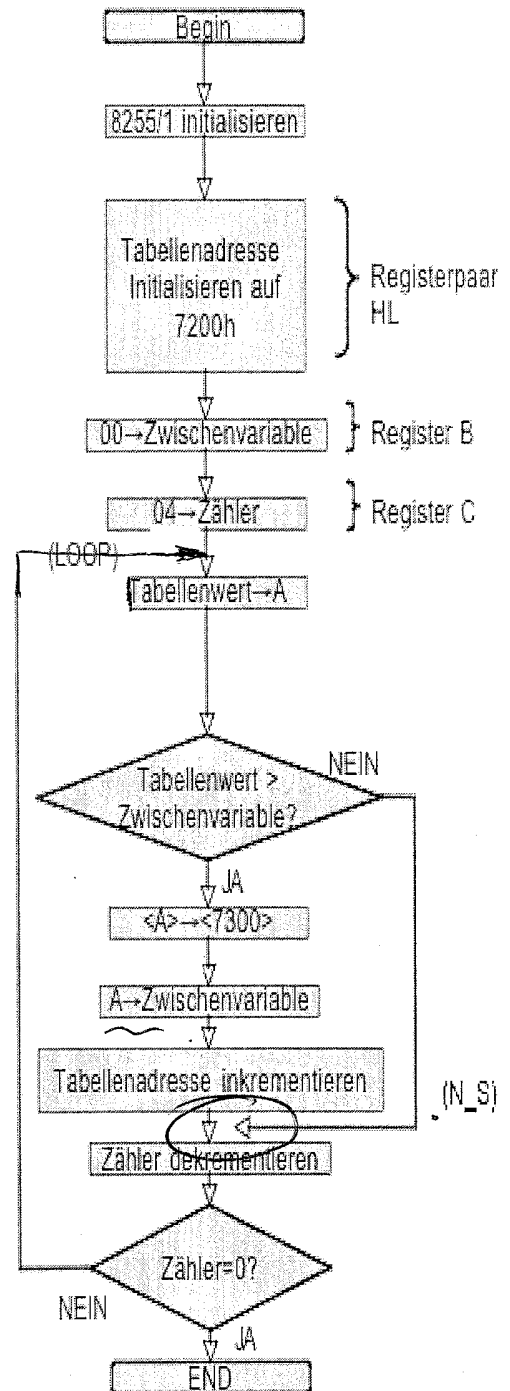 Begin
8255/1 initialisieren
Tabellenadresse
Initialisieren auf
7200h
Registerpaar
HL
00→Zwischenvariable
Register B
04→Zähler
Register C
(LOOP)
Tabellenwert→A
Tabellenwert >
Zwischenvariable?
NEIN
JA
<A>→<7300>
A→Zwischenvariable
Tabellenadresse inkrementieren
(N_S)
Zähler dekrementieren
Zähler=0?
NEIN
JA
END